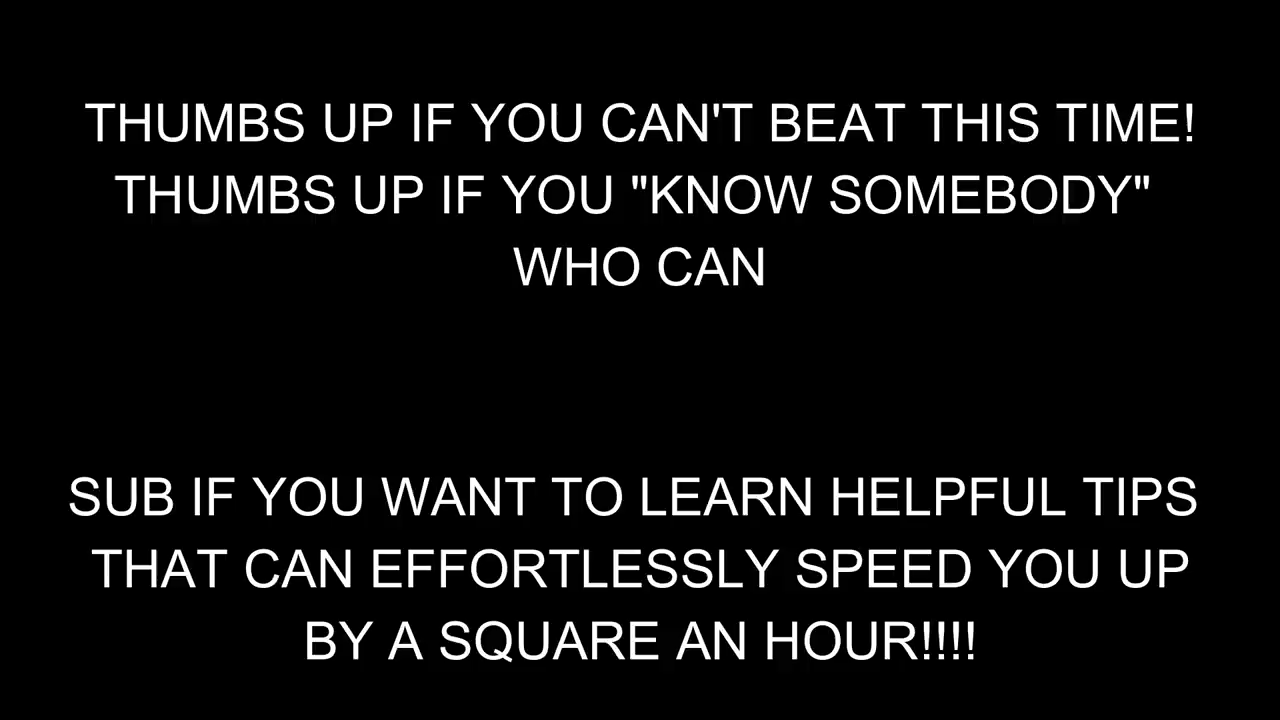 THUMBS UP IF YOU CAN'T BEAT THIS TIME!
THUMBS UP IF YOU "KNOW SOMEBODY"
WHO CAN
SUB IF YOU WANT TO LEARN HELPFUL TIPS
THAT CAN EFFORTLESSLY SPEED YOU UP
BY A SQUARE AN HOUR!!!!